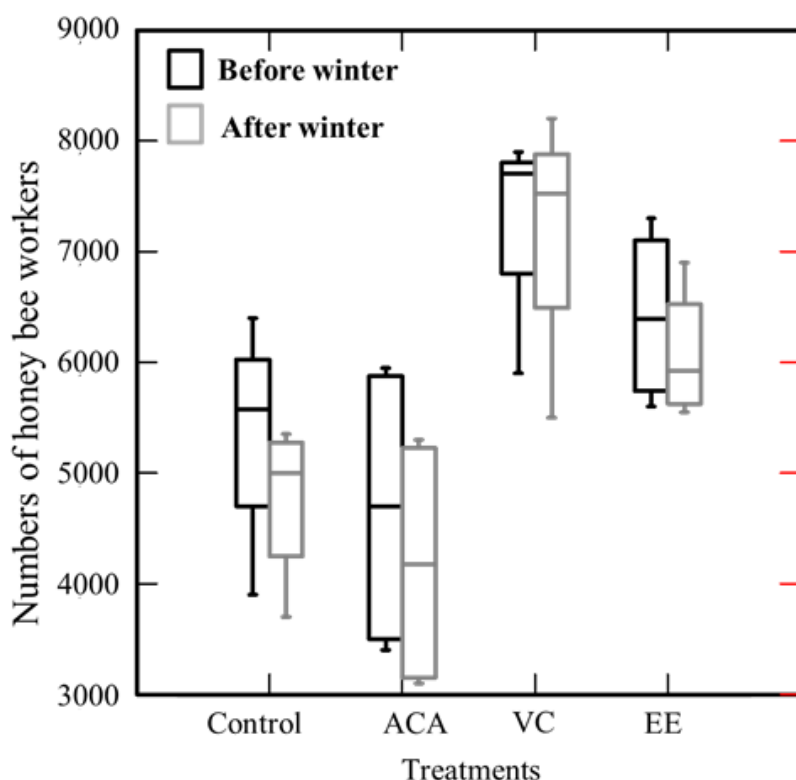 9000
Before winter
After winter
8000
7000
6000
5000
4000
3000
Numbers of honey bee workers
Control ACA VC EE
Treatments